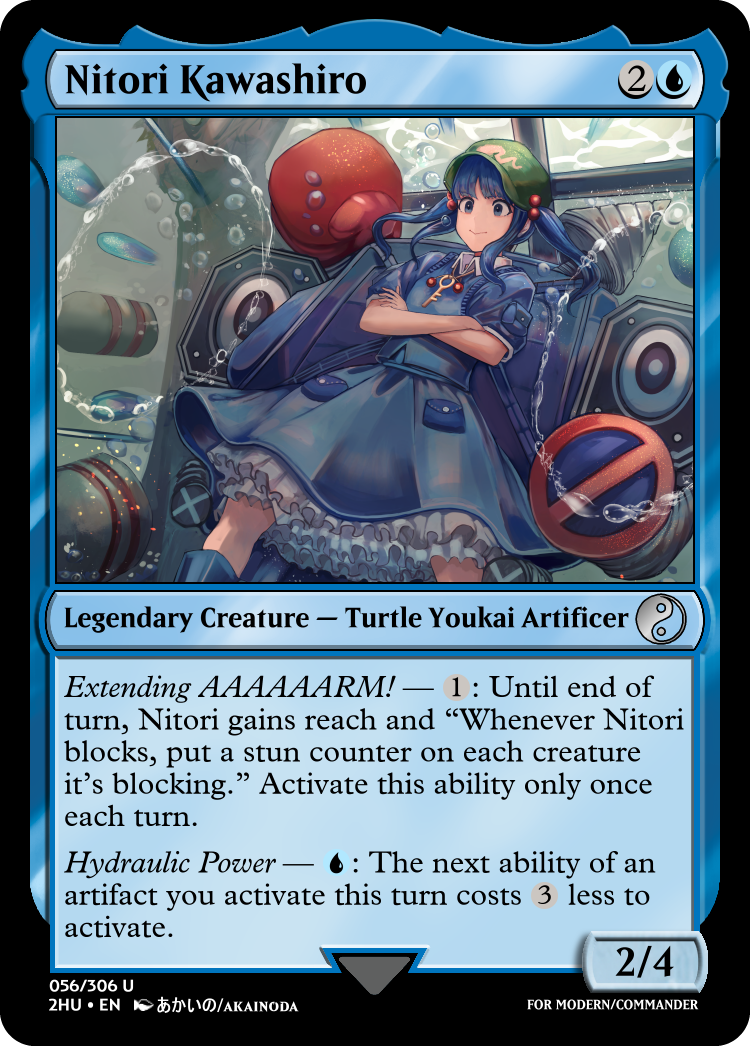 Nitori Kawashiro 2
Legendary Creature — Turtle Youkai Artificer
Extending AAAAAARM! — 1: Until end of
turn, Nitori gains reach and “Whenever Nitori
blocks, put a stun counter on each creature
it’s blocking.” Activate this ability only once
each turn.
Hydraulic Power — : The next ability of an
artifact you activate this turn costs 3 less to
activate.
2/4
056/306 U
2HU • EN あかいの/AKAINODA
FOR MODERN/COMMANDER